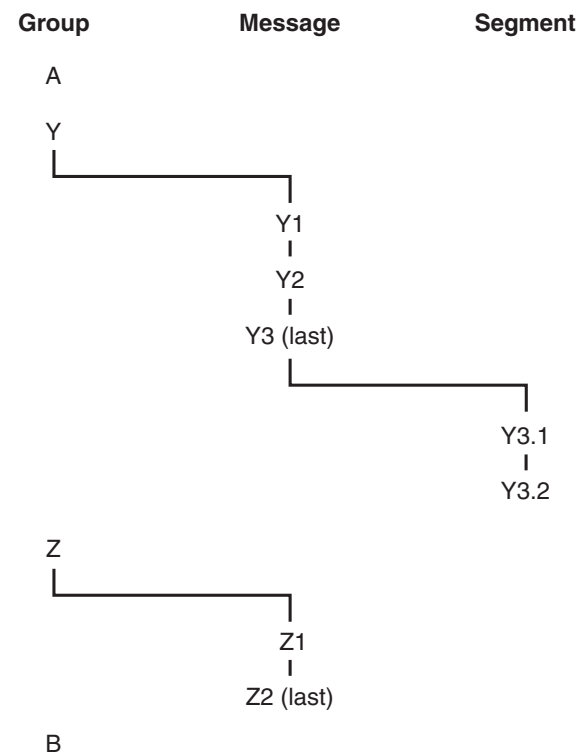 Group Message Segment
A
Y
Y1
Y2
Y3 (last)
Y3.1
Y3.2
Z
Z1
Z2 (last)
B